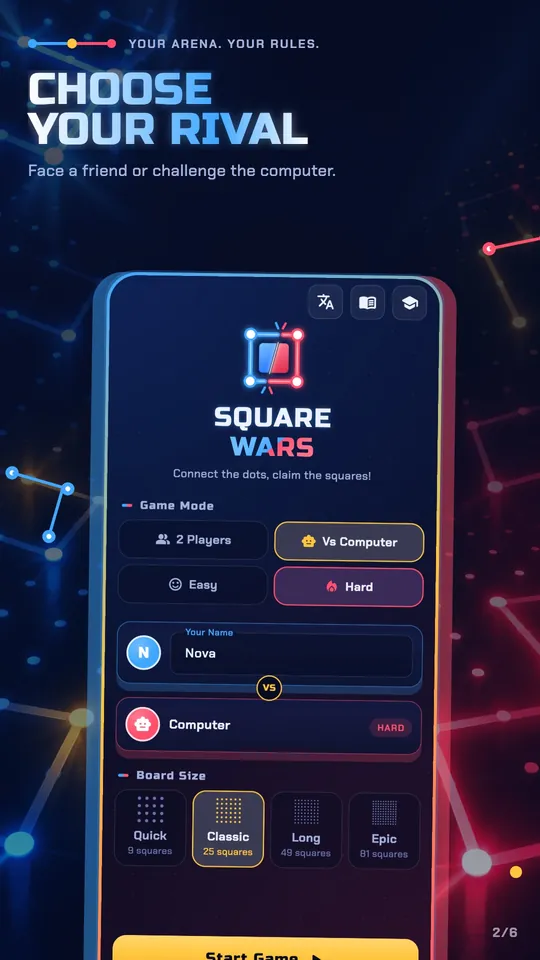 YOUR ARENA. YOUR RULES.
CHOOSE
YOUR RIVAL
Face a friend or challenge the computer.
SQUARE
WARS
Connect the dots, claim the squares!
Game Mode
2 Players
Vs Computer
Easy
Hard
Your Name
N
Nova
VS
Computer
HARD
Board Size
Quick
9 squares
Classic
25 squares
Long
49 squares
Epic
81 squares
Start Game
2/6